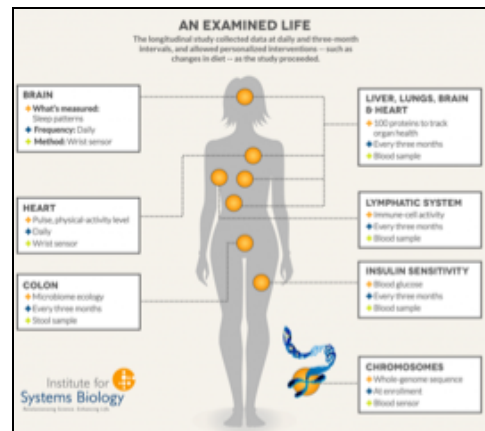 AN EXAMINED LIFE
The longitudinal study collected data at daily and three-month
intervals, and allowed personalized interventions — such as
changes in diet — as the study proceeded.
BRAIN
What's measured:
Sleep patterns
Frequency: Daily
Method: Wrist sensor
HEART
Pulse, physical-activity level
Daily
Wrist sensor
COLON
Microbiome ecology
Every three months
Stool sample
LIVER, LUNGS, BRAIN
& HEART
100 proteins to track
organ health
Every three months
Blood sample
LYMPHATIC SYSTEM
Immune-cell activity
Every three months
Blood sample
INSULIN SENSITIVITY
Blood glucose
Every three months
Blood sample
CHROMOSOMES
Whole-genome sequence
At enrollment
Blood sensor
Institute for
Systems Biology